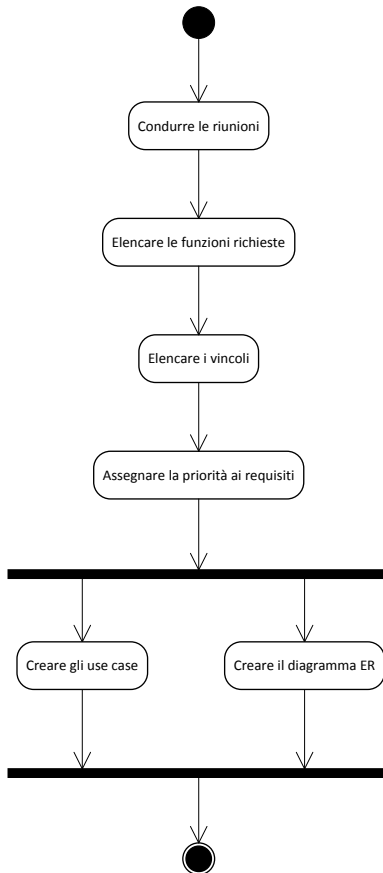 Condurre le riunioni
Elencare le funzioni richieste
Elencare i vincoli
Assegnare la priorità ai requisiti
Creare gli use case
Creare il diagramma ER